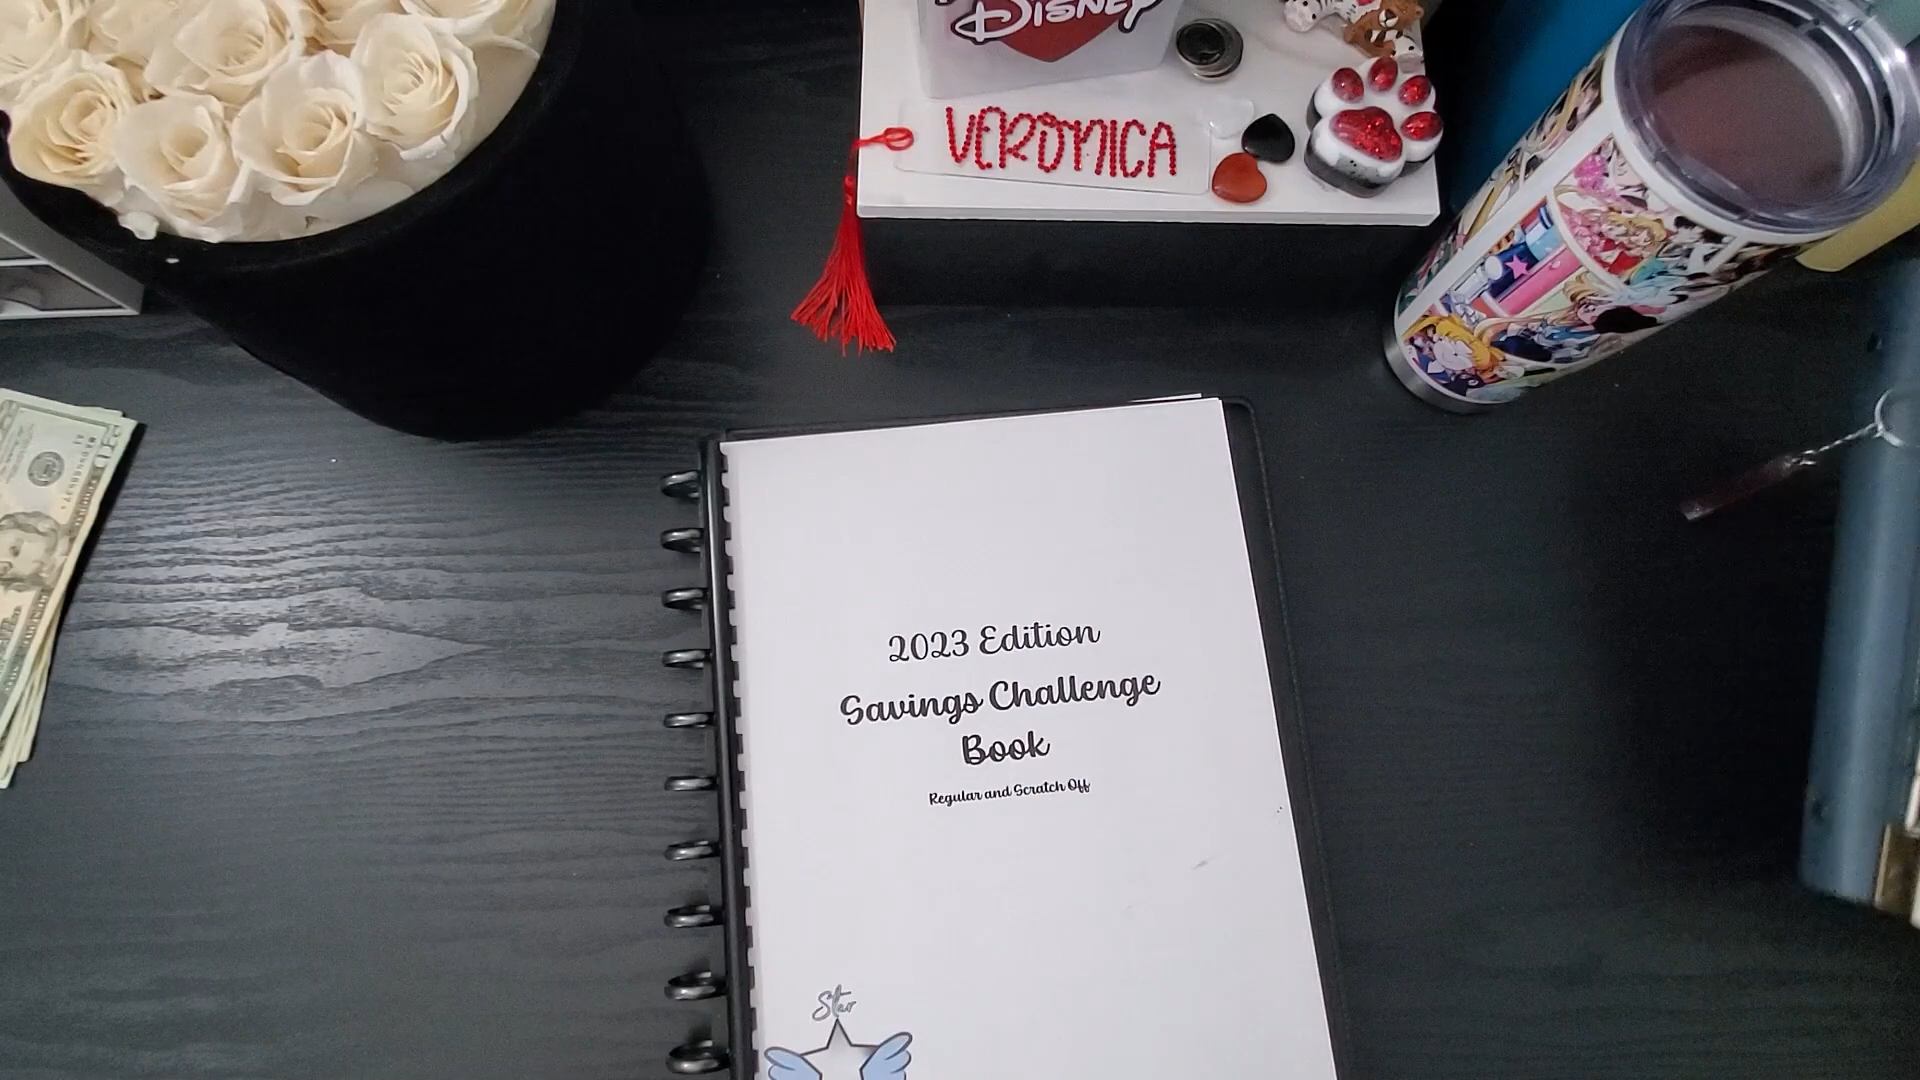 Disney
VERONICA
2023 Edition
Savings Challenge
Book
Regular and Scratch Off
Star